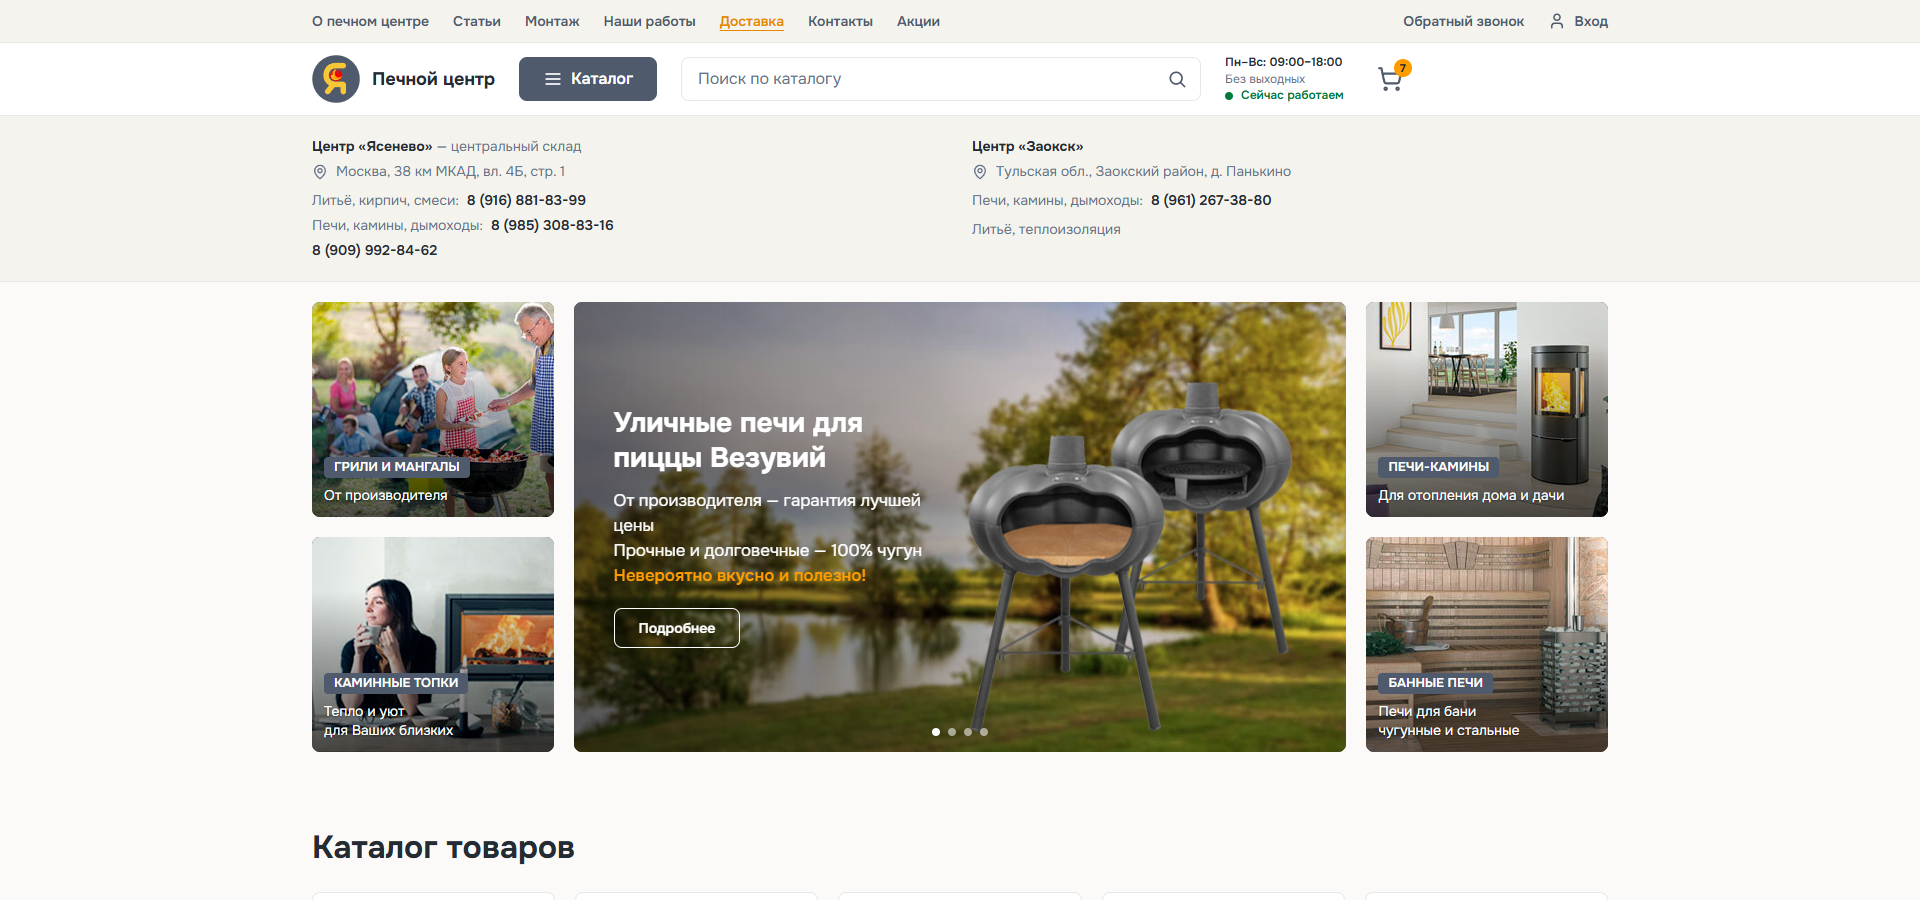 О печном центре
Статьи
Монтаж
Наши работы
Доставка
Контакты
Акции
Обратный звонок
Вход
Печной центр
Каталог
Поиск по каталогу
Пн–Вс: 09:00–18:00
Без выходных
Сейчас работаем
7
Центр «Ясенево» — центральный склад
Москва, 38 км МКАД, вл. 4Б, стр. 1
Литьё, кирпич, смеси: 8 (916) 881-83-99
Печи, камины, дымоходы: 8 (985) 308-83-16
8 (909) 992-84-62
Центр «Заокск»
Тульская обл., Заокский район, д. Панькино
Печи, камины, дымоходы: 8 (961) 267-38-80
Литьё, теплоизоляция
ГРИЛИ И МАНГАЛЫ
От производителя
КАМИННЫЕ ТОПКИ
Тепло и уют
для Ваших близких
Уличные печи для
пиццы Везувий
От производителя — гарантия лучшей
цены
Прочные и долговечные — 100% чугун
Невероятно вкусно и полезно!
Подробнее
ПЕЧИ-КАМИНЫ
Для отопления дома и дачи
БАННЫЕ ПЕЧИ
Печи для бани
чугунные и стальные
Каталог товаров